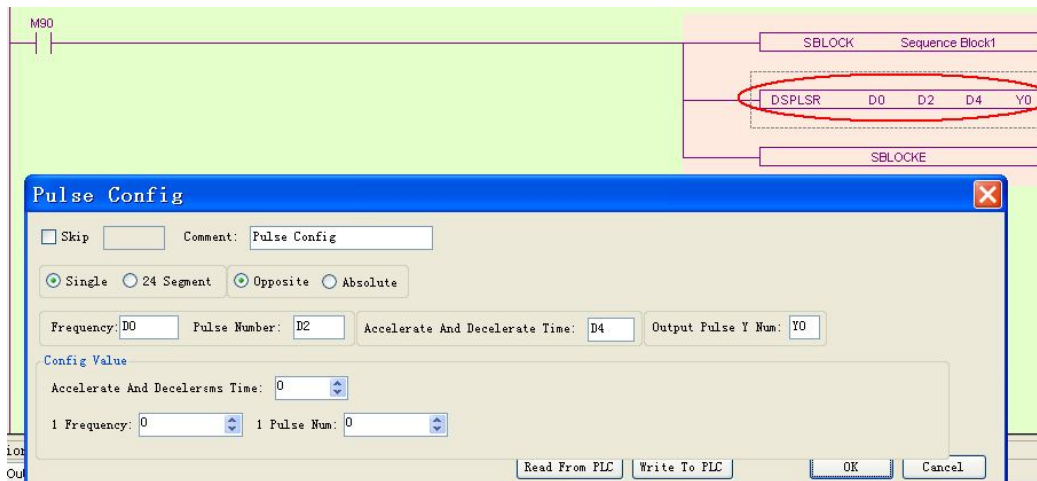 M90
SBLOCK Sequence Block1
DSPLSR D0 D2 D4 Y0
SBLOCKE
Pulse Config
Skip Comment: Pulse Config
Single 24 Segment Opposite Absolute
Frequency: D0 Pulse Number: D2 Accelerate And Decelerate Time: D4 Output Pulse Y Num: Y0
Config Value
Accelerate And Decelersms Time: 0
1 Frequency: 0 1 Pulse Num: 0
Read From PLC Write To PLC OK Cancel